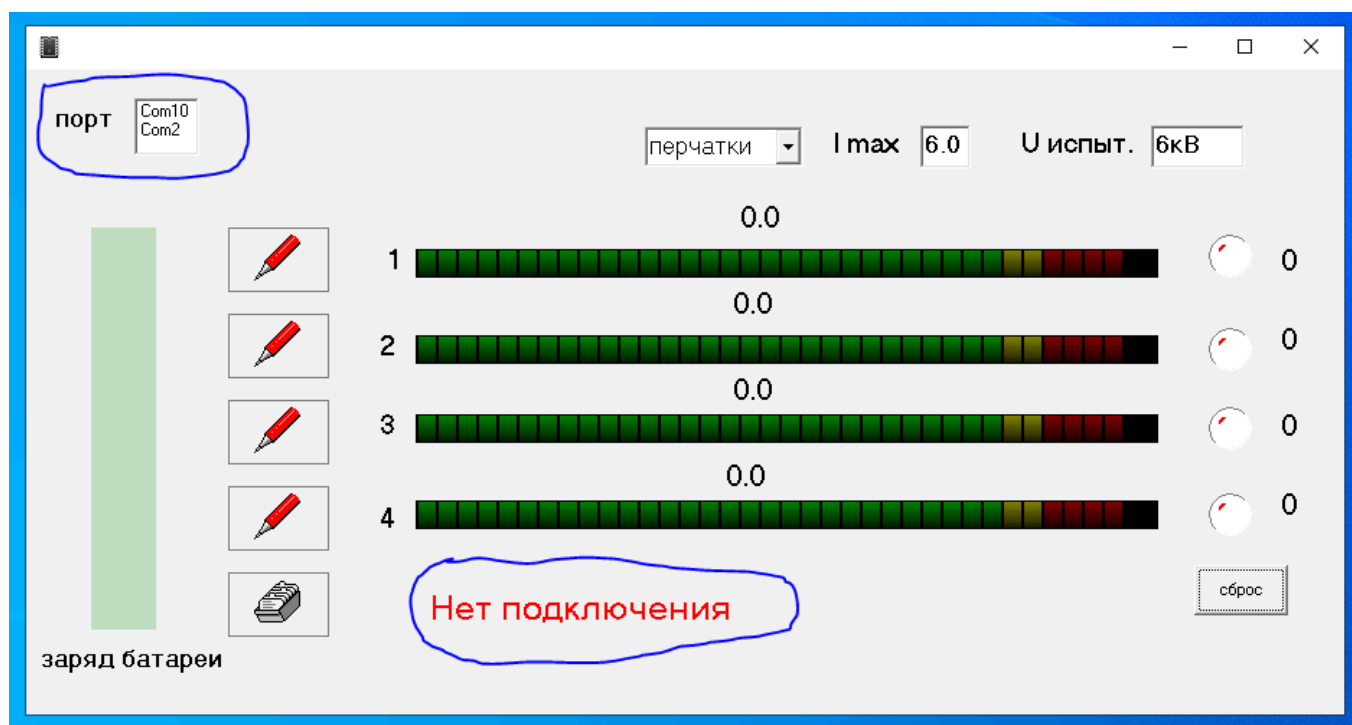 порт
Com10
Com2
перчатки
I max
6.0
U испыт.
6кВ
0.0
1
0
0.0
2
0
0.0
3
0
0.0
4
0
Нет подключения
сброс
заряд батареи